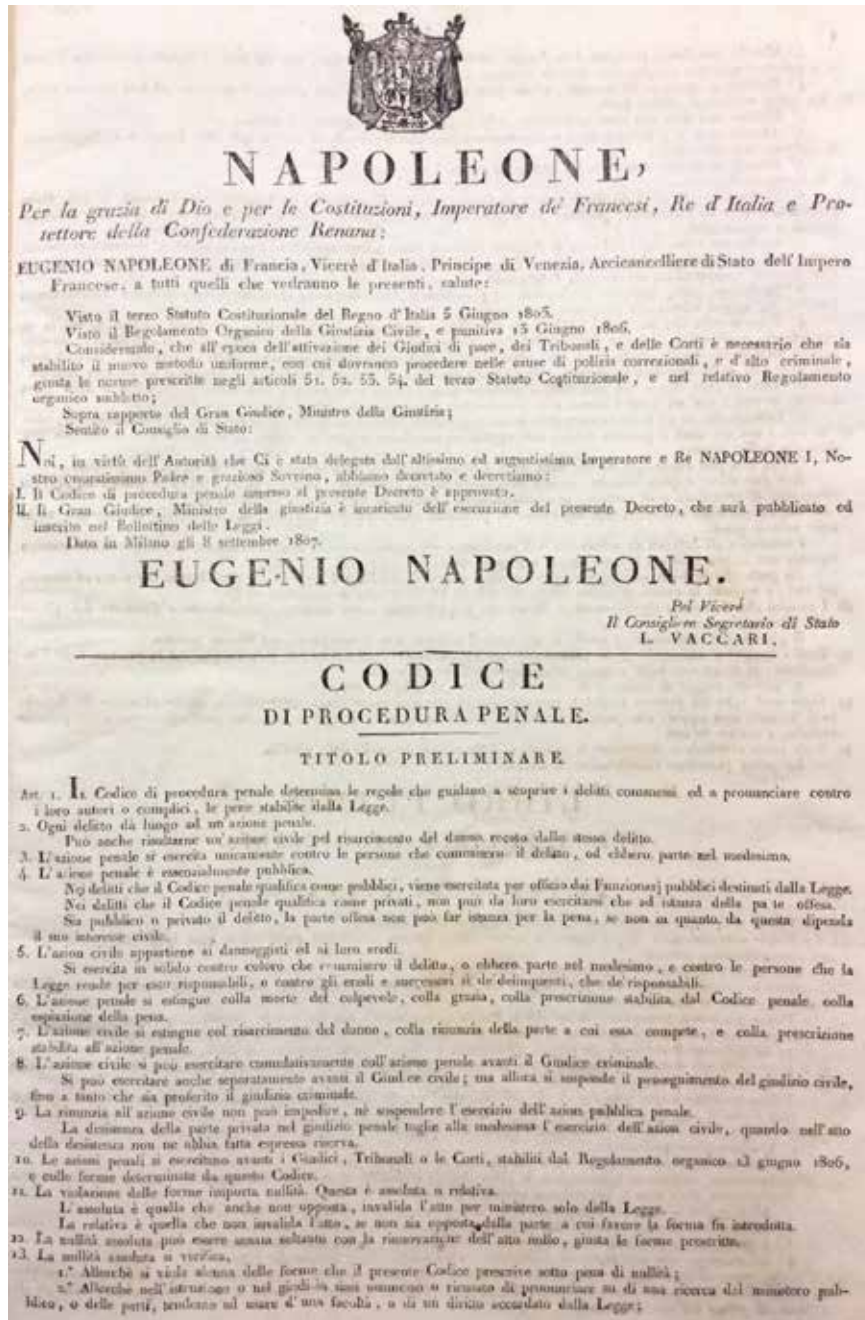 NAPOLEONE,
Per la grazia di Dio e per le Costituzioni, Imperatore de' Francesi, Re d'Italia e Pro-
tettore della Confederazione Renana:
EUGENIO NAPOLEONE di Francia, Vicerè d'Italia, Principe di Venezia, Arcicancelliere di Stato dell'Impero
Francese, a tutti quelli che vedranno le presenti, salute:
Visto il terzo Statuto Costituzionale del Regno d'Italia 5 Giugno 1805.
Visto il Regolamento Organico della Giustizia Civile, e punitiva 13 Giugno 1806.
Considerando, che all'epoca dell'attivazione dei Giudici di pace, dei Tribunali, e delle Corti è necessario che sia
stabilito il nuovo metodo uniforme, con cui dovranno procedere nelle cause di polizia correzionali, e d'alto criminale,
giusta le norme prescritte negli articoli 51. 52. 53. 54. del terzo Statuto Costituzionale, e nel relativo Regolamento
organico suddetto;
Sopra rapporto del Gran Giudice, Ministro della Giustizia;
Sentito il Consiglio di Stato:
Noi, in virtù dell'Autorità che Ci è stata delegata dall'altissimo ed augustissimo Imperatore e Re NAPOLEONE I, No-
stro onoratissimo Padre e grazioso Sovrano, abbiamo decretato e decretiamo:
I. Il Codice di procedura penale annesso al presente Decreto è approvato.
II. Il Gran Giudice, Ministro della giustizia è incaricato dell'esecuzione del presente Decreto, che sarà pubblicato ed
inserito nel Bollettino delle Leggi.
Dato in Milano gli 8 settembre 1807.
EUGENIO NAPOLEONE.
Pel Vicerè
Il Consigliere Segretario di Stato
L. VACCARI.
CODICE
DI PROCEDURA PENALE.
TITOLO PRELIMINARE
Art. 1. Il Codice di procedura penale determina le regole che guidano a scoprire i delitti commessi ed a pronunciare contro
i loro autori o complici, le pene stabilite dalla Legge.
2. Ogni delitto dà luogo ad un'azione penale.
Può anche risultarne un'azione civile pel risarcimento del danno recato dallo stesso delitto.
3. L'azione penale si esercita unicamente contro le persone che commisero il delitto, od ebbero parte nel medesimo.
4. L'azione penale è essenzialmente pubblica.
Nei delitti che il Codice penale qualifica come pubblici, viene esercitata per officio dai Funzionarj pubblici destinati dalla Legge.
Nei delitti che il Codice penale qualifica come privati, non può da loro esercitarsi che ad istanza della pa te offesa.
Sia pubblico o privato il delitto, la parte offesa non può far istanza per la pena, se non in quanto da questa dipenda
il suo interesse civile.
5. L'azion civile appartiene ai danneggiati ed ai loro eredi.
Si esercita in solido contro coloro che commisero il delitto, o ebbero parte nel medesimo, e contro le persone che la
Legge rende per essi risponsabili, o contro gli eredi e successori sì de' delinquenti, che de' risponsabili.
6. L'azione penale si estingue colla morte del colpevole, colla grazia, colla prescrizione stabilita dal Codice penale colla
espiazione della pena.
7. L'azione civile si estingue col risarcimento del danno, colla rinunzia della parte a cui essa compete, e colla prescrizione
stabilita all'azione penale.
8. L'azione civile si può esercitare cumulativamente coll'azione penale avanti il Giudice criminale.
Si può esercitare anche separatamente avanti il Giudice civile; ma allora si sospende il proseguimento del giudizio civile,
fino a tanto che sia proferito il giudizio criminale.
9. La rinunzia all'azione civile non può impedire, nè sospendere l'esercizio dell'azion pubblica penale.
La desistenza della parte privata nel giudizio penale toglie alla medesima l'esercizio dell'azion civile, quando nell'atto
della desistenza non ne abbia fatta espressa riserva.
10. Le azioni penali si esercitano avanti i Giudici, Tribunali o le Corti, stabiliti dal Regolamento organico 13 giugno 1806,
e colle forme determinate da questo Codice.
11. La violazione delle forme importa nullità. Questa è assoluta o relativa.
L'assoluta è quella che anche non opposta, invalida l'atto per ministero solo della Legge.
La relativa è quella che non invalida l'atto, se non sia opposta dalla parte a cui favore la forma fu introdotta.
12. La nullità assoluta può essere sanata soltanto con la rinnovazione dell'atto nullo, giusta le forme prescritte.
13. La nullità assoluta si verifica,
1.° Allorchè si viola alcuna delle forme che il presente Codice prescrive sotto pena di nullità;
2.° Allorchè nell'istruzione o nel giudizio siasi ommesso o ricusato di pronunciare su di una ricerca del ministero pub-
blico, o delle parti, tendente ad usare d'una facoltà, o di un diritto accordato dalla Legge;